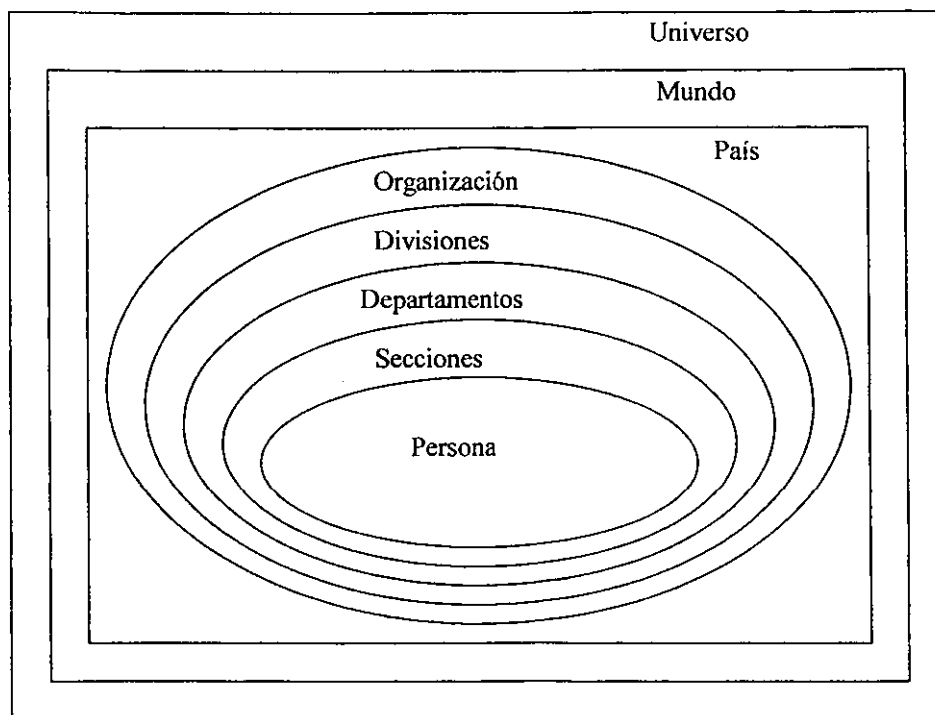 Universo
Mundo
País
Organización
Divisiones
Departamentos
Secciones
Persona